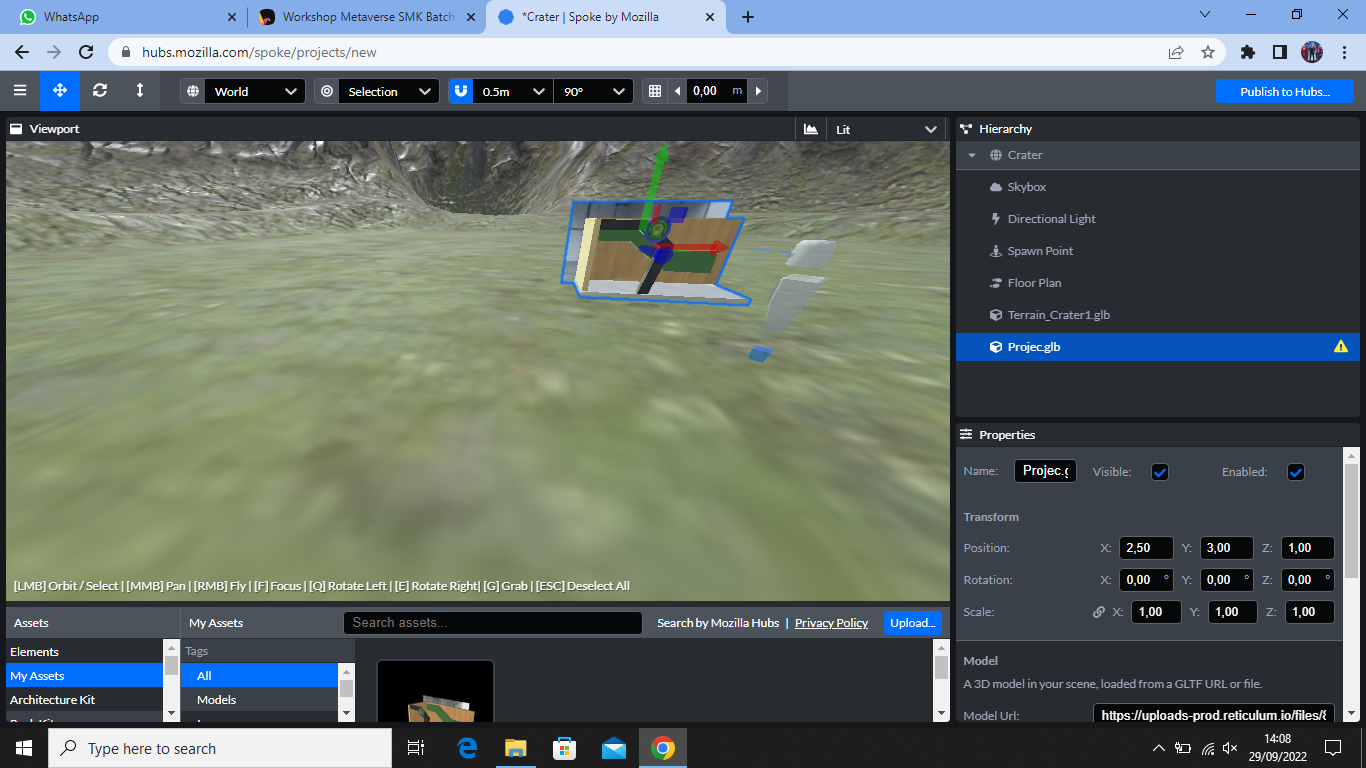 WhatsApp
Workshop Metaverse SMK Batch
*Crater | Spoke by Mozilla
hubs.mozilla.com/spoke/projects/new
World
Selection
0.5m
90°
0,00 m
Publish to Hubs...
Viewport
Lit
Hierarchy
Crater
Skybox
Directional Light
Spawn Point
Floor Plan
Terrain_Crater1.glb
Projec.glb
Properties
Name: Projec.g Visible: Enabled:
Transform
Position: X: 2,50 Y: 3,00 Z: 1,00
Rotation: X: 0,00 ° Y: 0,00 ° Z: 0,00 °
Scale: X: 1,00 Y: 1,00 Z: 1,00
Model
A 3D model in your scene, loaded from a GLTF URL or file.
Model Url: https://uploads-prod.reticulum.io/files/8
[LMB] Orbit / Select | [MMB] Pan | [RMB] Fly | [F] Focus | [Q] Rotate Left | [E] Rotate Right| [G] Grab | [ESC] Deselect All
Assets
My Assets
Search assets...
Search by Mozilla Hubs | Privacy Policy
Upload...
Elements
My Assets
Architecture Kit
Tags
All
Models
Type here to search
14:08
29/09/2022